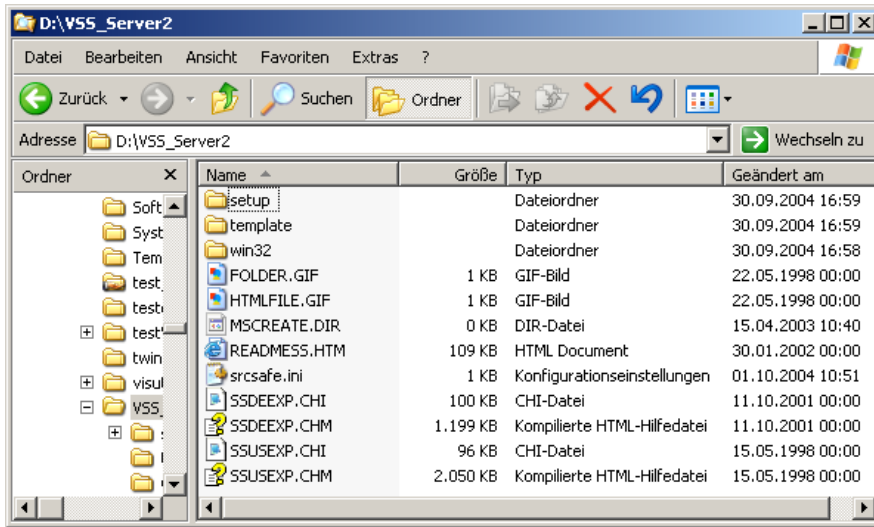 D:\VSS_Server2
Datei Bearbeiten Ansicht Favoriten Extras ?
Zurück Suchen Ordner
Adresse D:\VSS_Server2 Wechseln zu
Ordner × Name Größe Typ Geändert am
Soft setup Dateiordner 30.09.2004 16:59
Syst template Dateiordner 30.09.2004 16:59
Tem win32 Dateiordner 30.09.2004 16:58
test_ FOLDER.GIF 1 KB GIF-Bild 22.05.1998 00:00
HTMLFILE.GIF 1 KB GIF-Bild 22.05.1998 00:00
test MSCREATE.DIR 0 KB DIR-Datei 15.04.2003 10:40
twin READMESS.HTM 109 KB HTML Document 30.01.2002 00:00
visu srcsafe.ini 1 KB Konfigurationseinstellungen 01.10.2004 10:51
VSS_ SSDEEXP.CHI 100 KB CHI-Datei 11.10.2001 00:00
SSDEEXP.CHM 1.199 KB Kompilierte HTML-Hilfedatei 11.10.2001 00:00
SSUSEXP.CHI 96 KB CHI-Datei 15.05.1998 00:00
SSUSEXP.CHM 2.050 KB Kompilierte HTML-Hilfedatei 15.05.1998 00:00